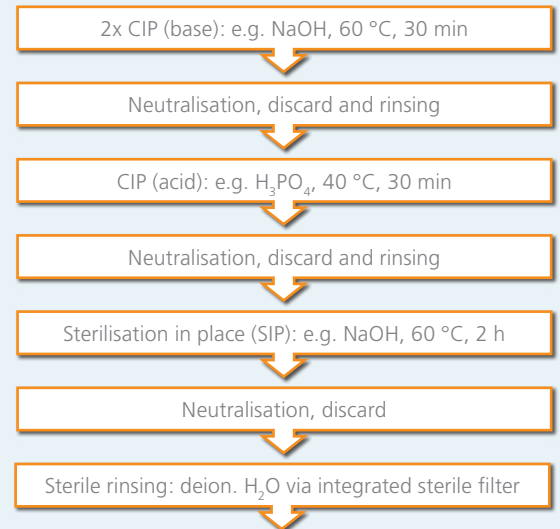 2x CIP (base): e.g. NaOH, 60 °C, 30 min
Neutralisation, discard and rinsing
CIP (acid): e.g. H₃PO₄, 40 °C, 30 min
Neutralisation, discard and rinsing
Sterilisation in place (SIP): e.g. NaOH, 60 °C, 2 h
Neutralisation, discard
Sterile rinsing: deion. H₂O via integrated sterile filter